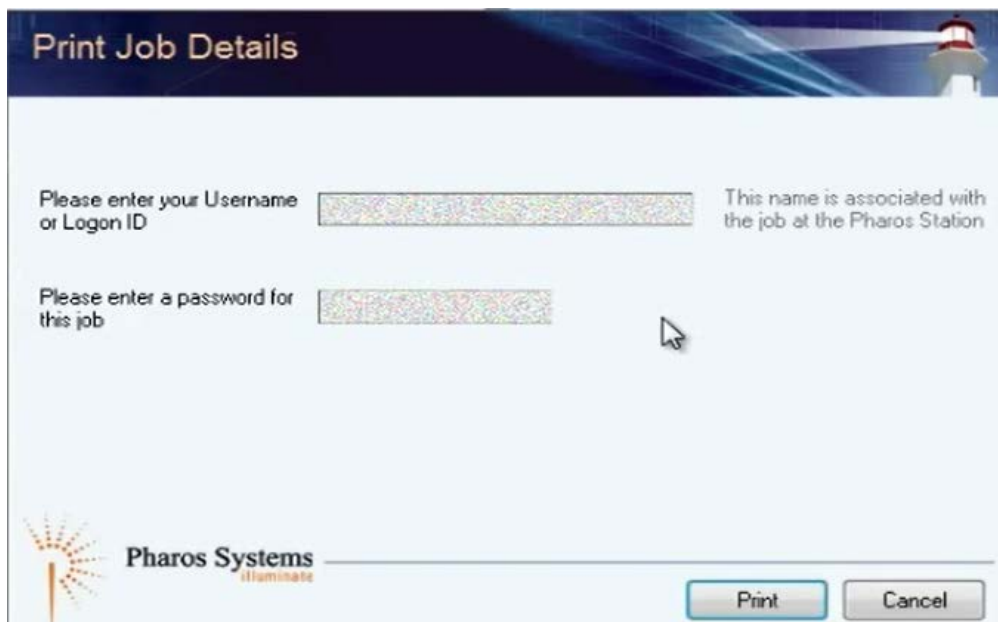 Print Job Details
Please enter your Username
or Logon ID
This name is associated with
the job at the Pharos Station
Please enter a password for
this job
Pharos Systems
illuminate
Print
Cancel